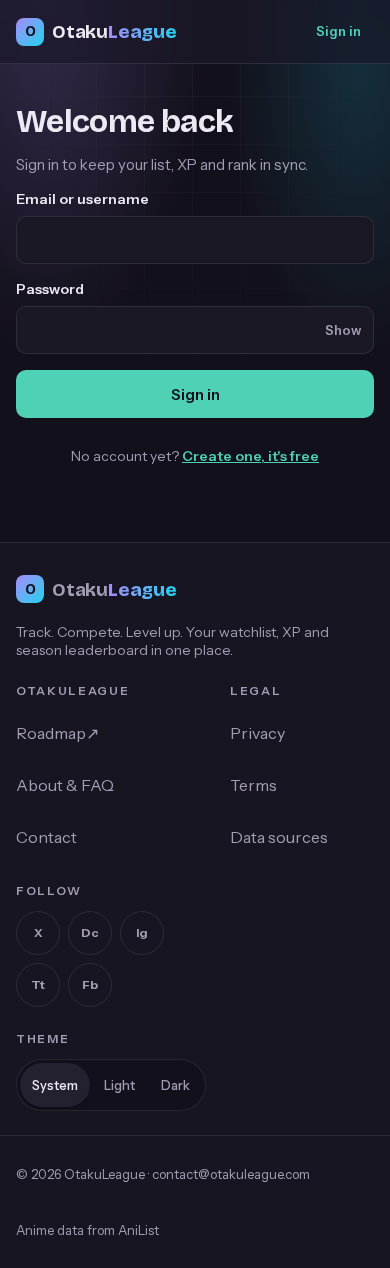 O OtakuLeague
Sign in
Welcome back
Sign in to keep your list, XP and rank in sync.
Email or username
Password
Show
Sign in
No account yet? Create one, it's free
O OtakuLeague
Track. Compete. Level up. Your watchlist, XP and
season leaderboard in one place.
OTAKULEAGUE
Roadmap↗
About & FAQ
Contact
LEGAL
Privacy
Terms
Data sources
FOLLOW
X Dc Ig
Tt Fb
THEME
System Light Dark
© 2026 OtakuLeague · contact@otakuleague.com
Anime data from AniList